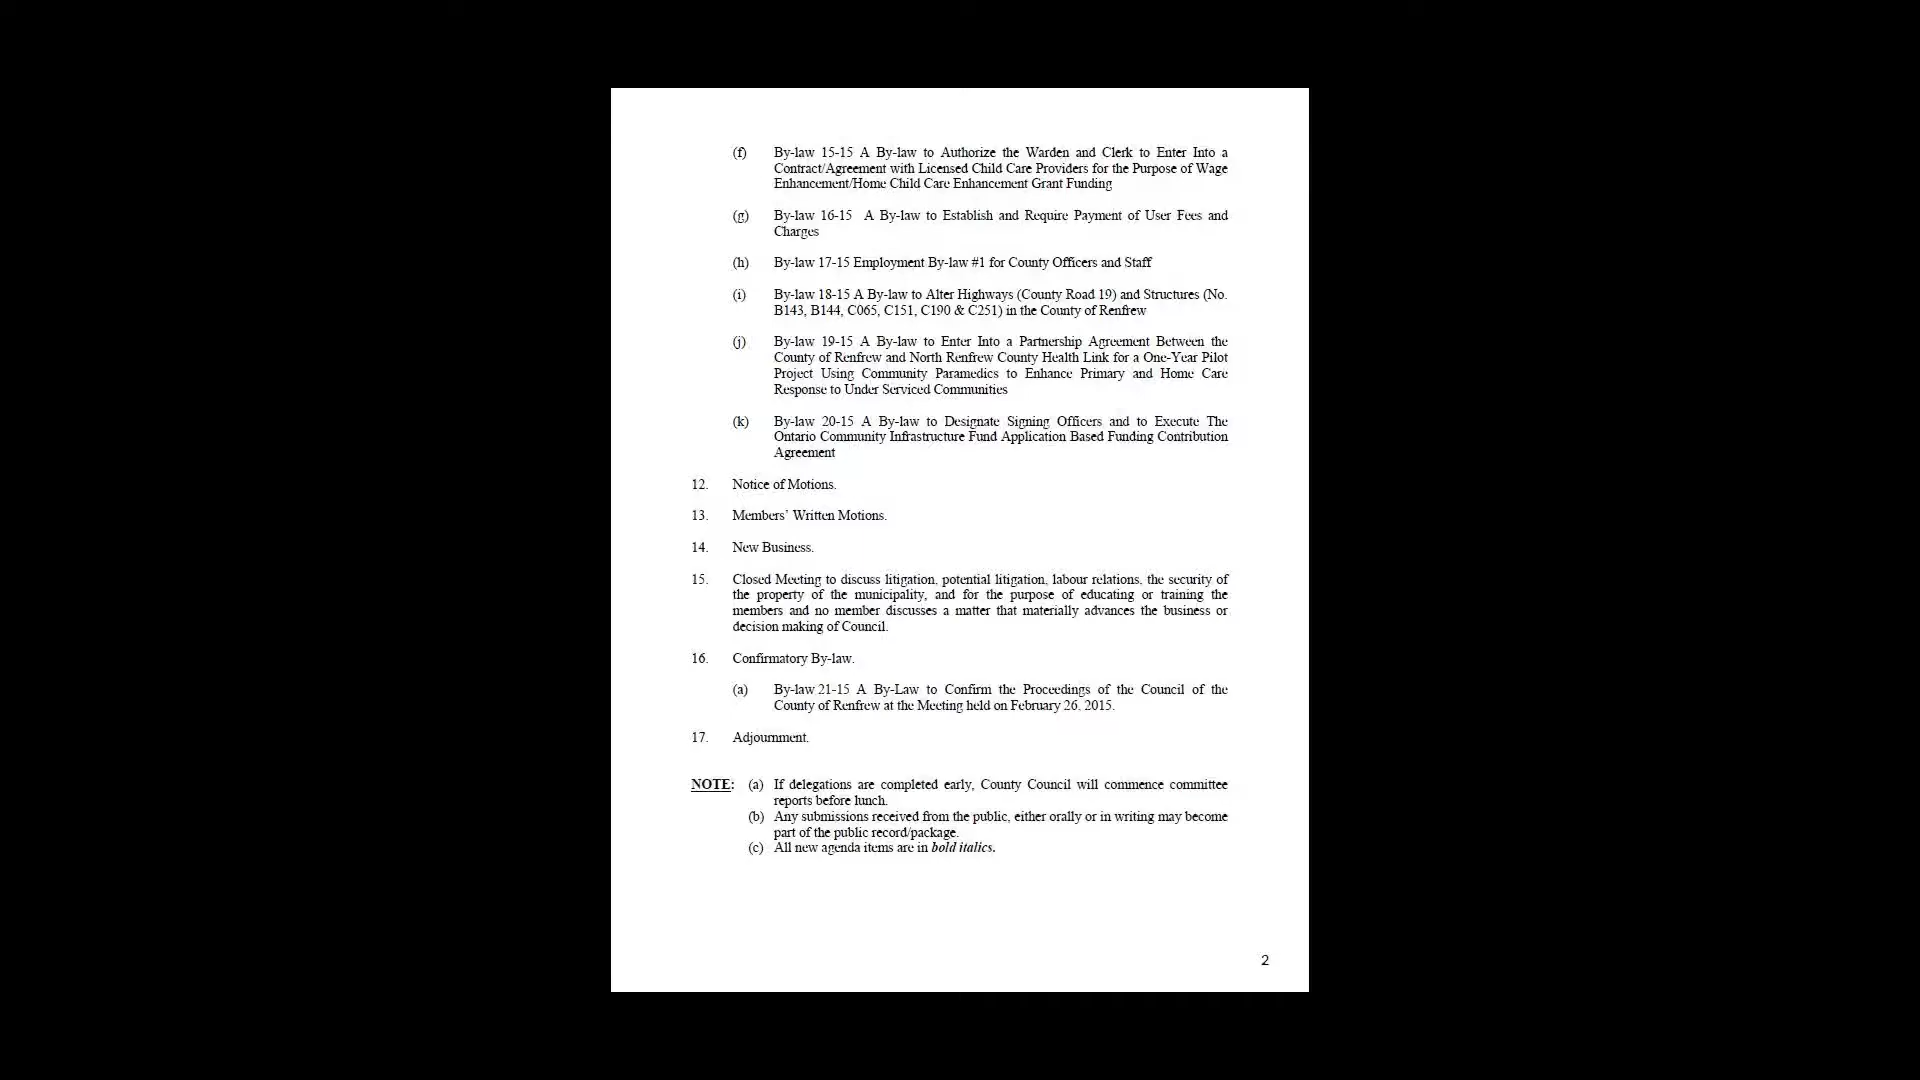 (f) By-law 15-15 A By-law to Authorize the Warden and Clerk to Enter Into a
Contract/Agreement with Licensed Child Care Providers for the Purpose of Wage
Enhancement/Home Child Care Enhancement Grant Funding
(g) By-law 16-15 A By-law to Establish and Require Payment of User Fees and
Charges
(h) By-law 17-15 Employment By-law #1 for County Officers and Staff
(i) By-law 18-15 A By-law to Alter Highways (County Road 19) and Structures (No.
B143, B144, C065, C151, C190 & C251) in the County of Renfrew
(j) By-law 19-15 A By-law to Enter Into a Partnership Agreement Between the
County of Renfrew and North Renfrew County Health Link for a One-Year Pilot
Project Using Community Paramedics to Enhance Primary and Home Care
Response to Under Serviced Communities
(k) By-law 20-15 A By-law to Designate Signing Officers and to Execute The
Ontario Community Infrastructure Fund Application Based Funding Contribution
Agreement
12. Notice of Motions.
13. Members’ Written Motions.
14. New Business.
15. Closed Meeting to discuss litigation, potential litigation, labour relations, the security of
the property of the municipality, and for the purpose of educating or training the
members and no member discusses a matter that materially advances the business or
decision making of Council.
16. Confirmatory By-law.
(a) By-law 21-15 A By-Law to Confirm the Proceedings of the Council of the
County of Renfrew at the Meeting held on February 26, 2015.
17. Adjournment.
NOTE: (a) If delegations are completed early, County Council will commence committee
reports before lunch.
(b) Any submissions received from the public, either orally or in writing may become
part of the public record/package.
(c) All new agenda items are in bold italics.
2